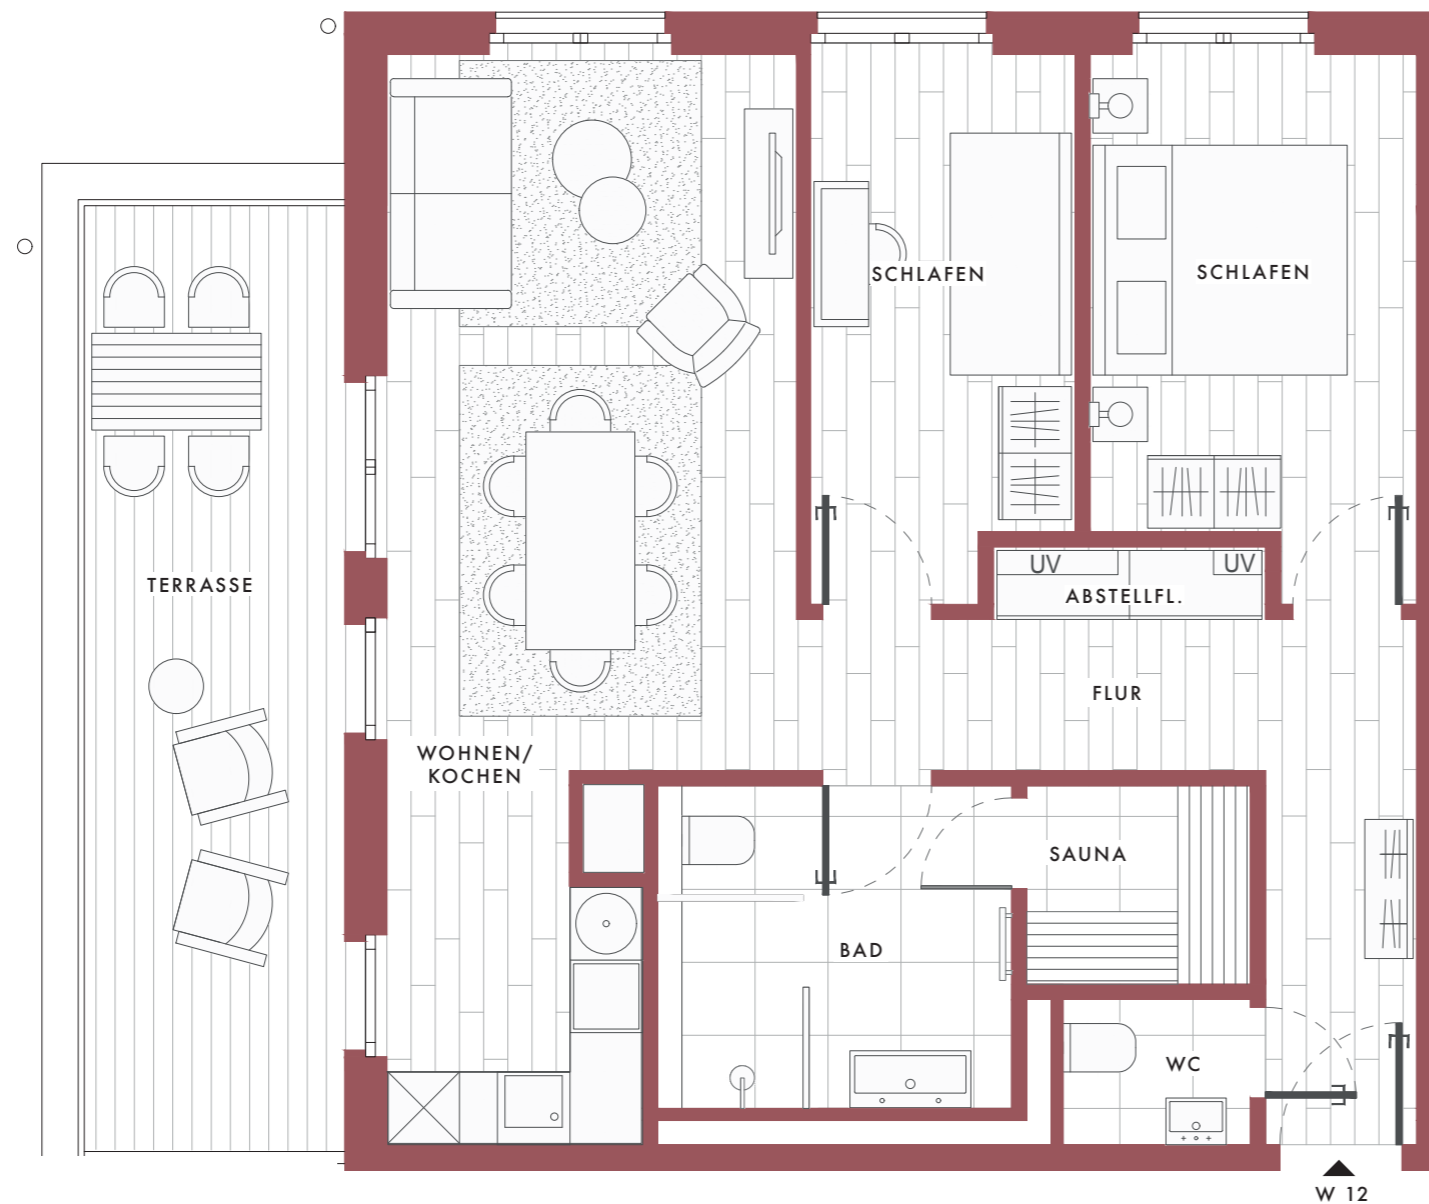 SCHLAFEN
SCHLAFEN
UV
UV
ABSTELLFL.
TERRASSE
FLUR
WOHNEN/
KOCHEN
SAUNA
BAD
WC
W 12